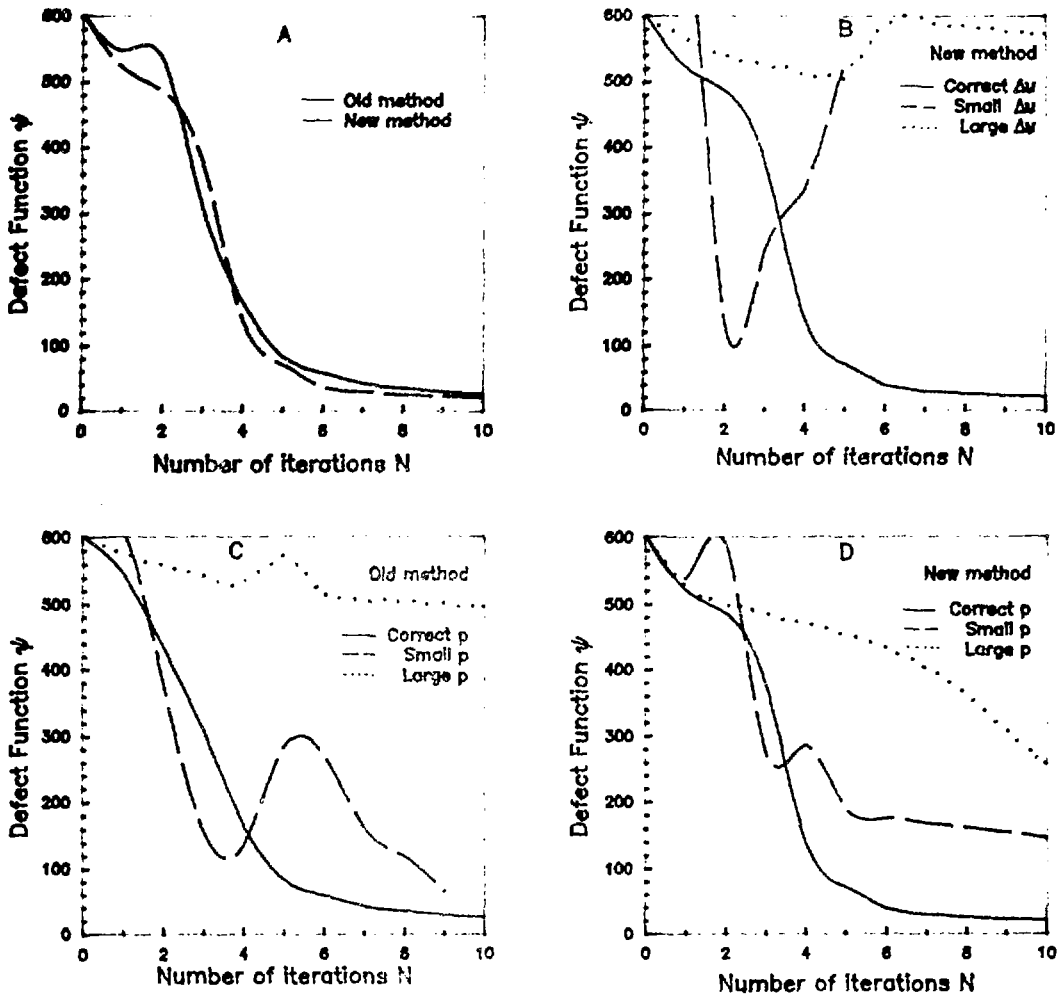 A
Old method
New method
600
500
400
300
200
100
0
Defect Function ψ
0 2 4 6 8 10
Number of iterations N
B
New method
Correct Δu
Small Δu
Large Δu
600
500
400
300
200
100
0
Defect Function ψ
0 2 4 6 8 10
Number of iterations N
C
Old method
Correct p
Small p
Large p
600
500
400
300
200
100
0
Defect Function ψ
0 2 4 6 8 10
Number of iterations N
D
New method
Correct p
Small p
Large p
600
500
400
300
200
100
0
Defect Function ψ
0 2 4 6 8 10
Number of iterations N